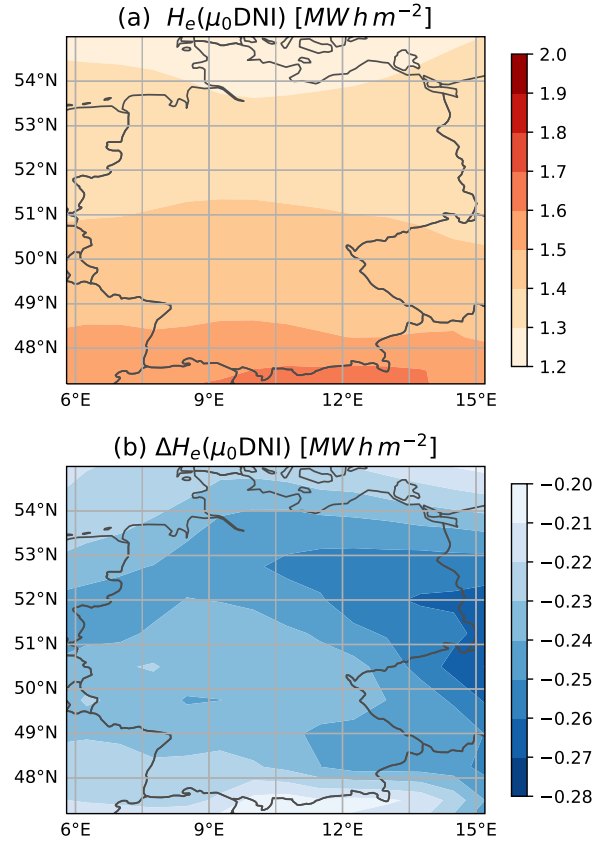 (a) H_e(μ₀DNI) [MW h m⁻²]
54°N
53°N
52°N
51°N
50°N
49°N
48°N
6°E 9°E 12°E 15°E
2.0
1.9
1.8
1.7
1.6
1.5
1.4
1.3
1.2
(b) ΔH_e(μ₀DNI) [MW h m⁻²]
54°N
53°N
52°N
51°N
50°N
49°N
48°N
6°E 9°E 12°E 15°E
−0.20
−0.21
−0.22
−0.23
−0.24
−0.25
−0.26
−0.27
−0.28